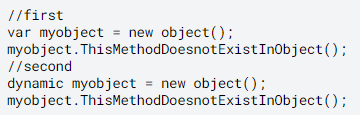 //first
var myobject = new object();
myobject.ThisMethodDoesnotExistInObject();
//second
dynamic myobject = new object();
myobject.ThisMethodDoesnotExistInObject();